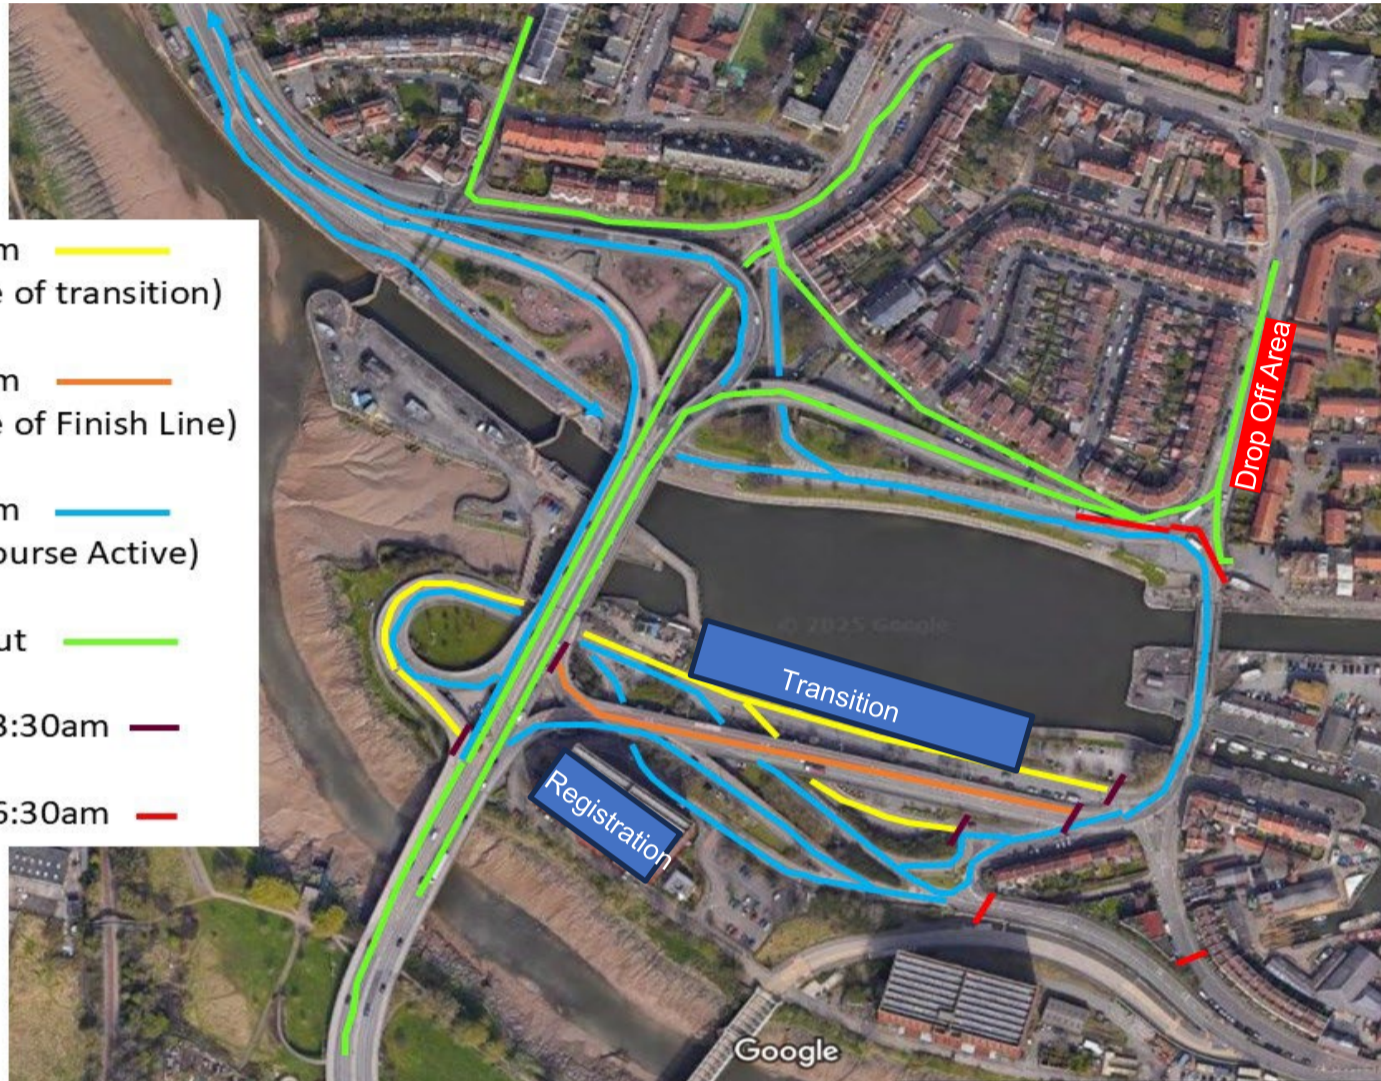 m
e of transition)
m
e of Finish Line)
m
ourse Active)
ut
3:30am
5:30am
Drop Off Area
© 2025 Google
Transition
Registration
Google